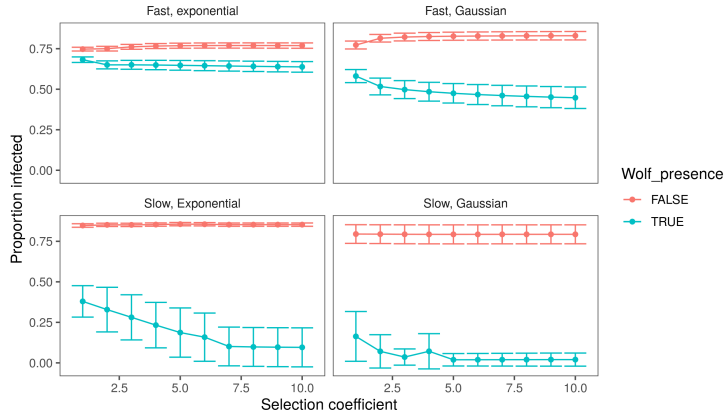 Fast, exponential
Fast, Gaussian
0.75
0.50
0.25
0.00
Slow, Exponential
Slow, Gaussian
0.75
0.50
0.25
0.00
2.5
5.0
7.5
10.0
2.5
5.0
7.5
10.0
Proportion infected
Selection coefficient
Wolf_presence
FALSE
TRUE